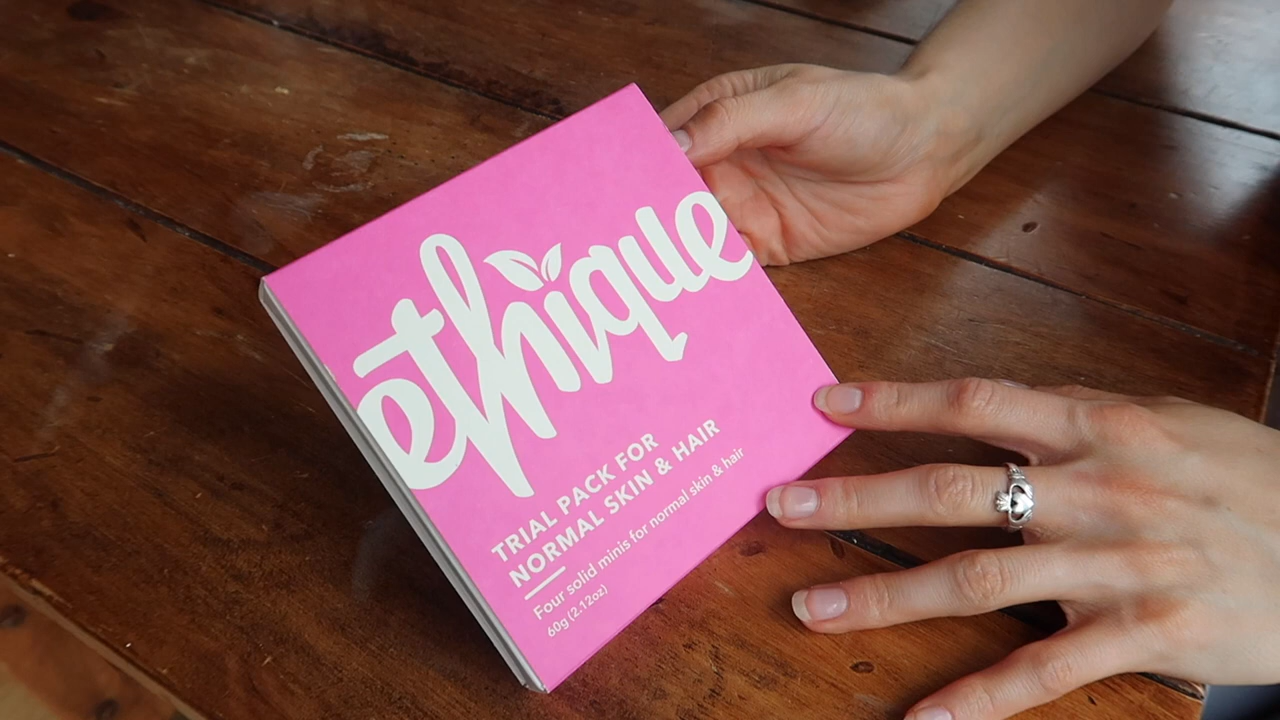 ethique
TRIAL PACK FOR
NORMAL SKIN & HAIR
Four solid minis for normal skin & hair
60g (2.12oz)